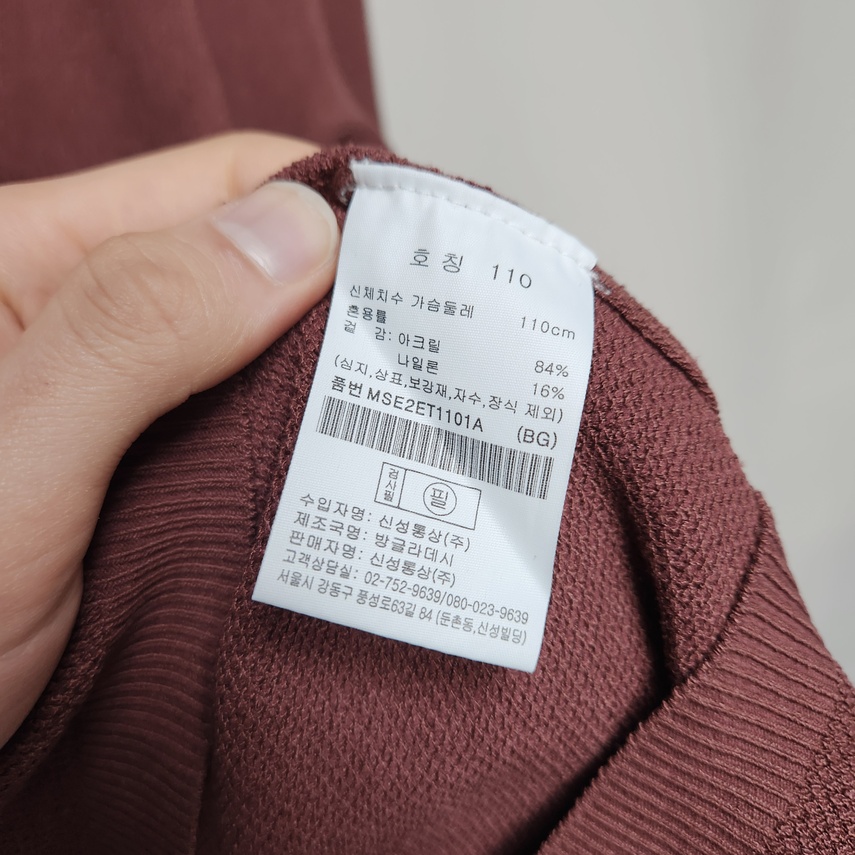 호칭 110
신체치수 가슴둘레 110cm
혼용률
겉 감: 아크릴 84%
나일론 16%
(심지,상표,보강재,자수,장식 제외)
품번 MSE2ET1101A (BG)
검사필 필
수입자명: 신성통상(주)
제조국명: 방글라데시
판매자명: 신성통상(주)
고객상담실: 02-752-9639/080-023-9639
서울시 강동구 풍성로63길 84 (둔촌동,신성빌딩)